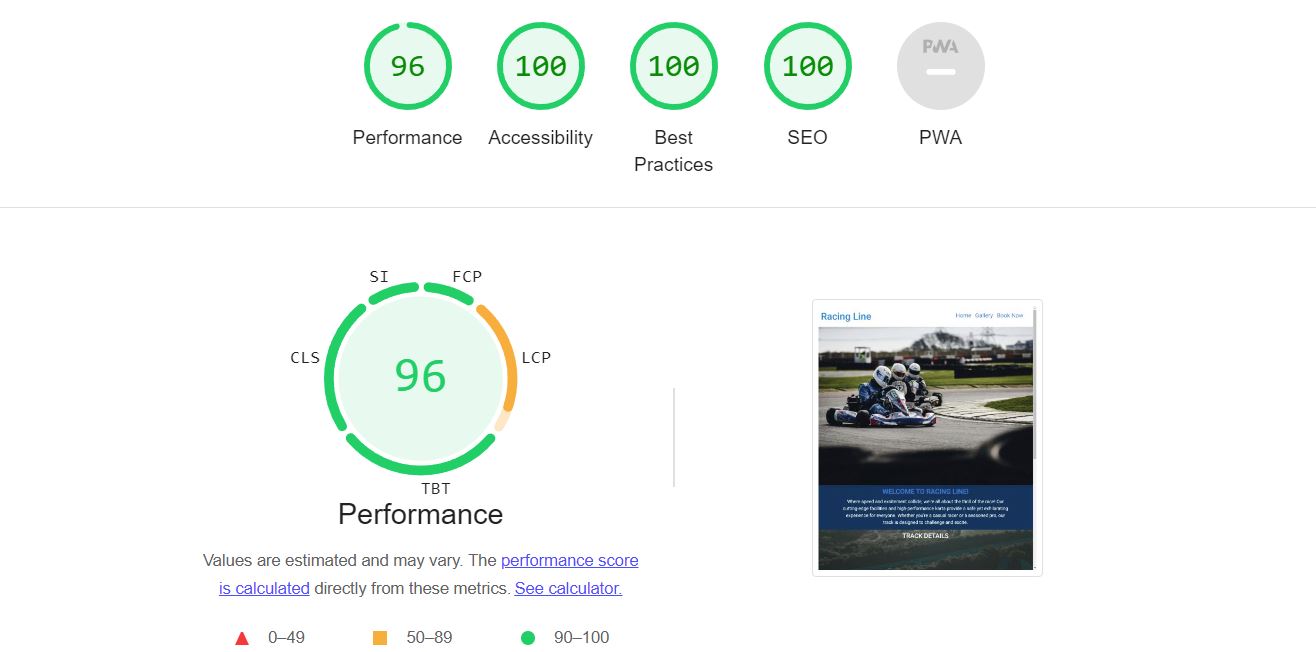 96 100 100 100 PWA
Performance Accessibility Best Practices SEO PWA
SI FCP
CLS LCP
96
TBT
Performance
Values are estimated and may vary. The performance score
is calculated directly from these metrics. See calculator.
0–49 50–89 90–100
Racing Line Home Gallery Book Now
WELCOME TO RACING LINE!
Where speed and excitement collide, we're all about the thrill of the race! Our
cutting-edge facilities and high-performance karts provide a safe yet exhilarating
experience for everyone. Whether you're a casual racer or a seasoned pro, our
track is designed to challenge and excite.
TRACK DETAILS